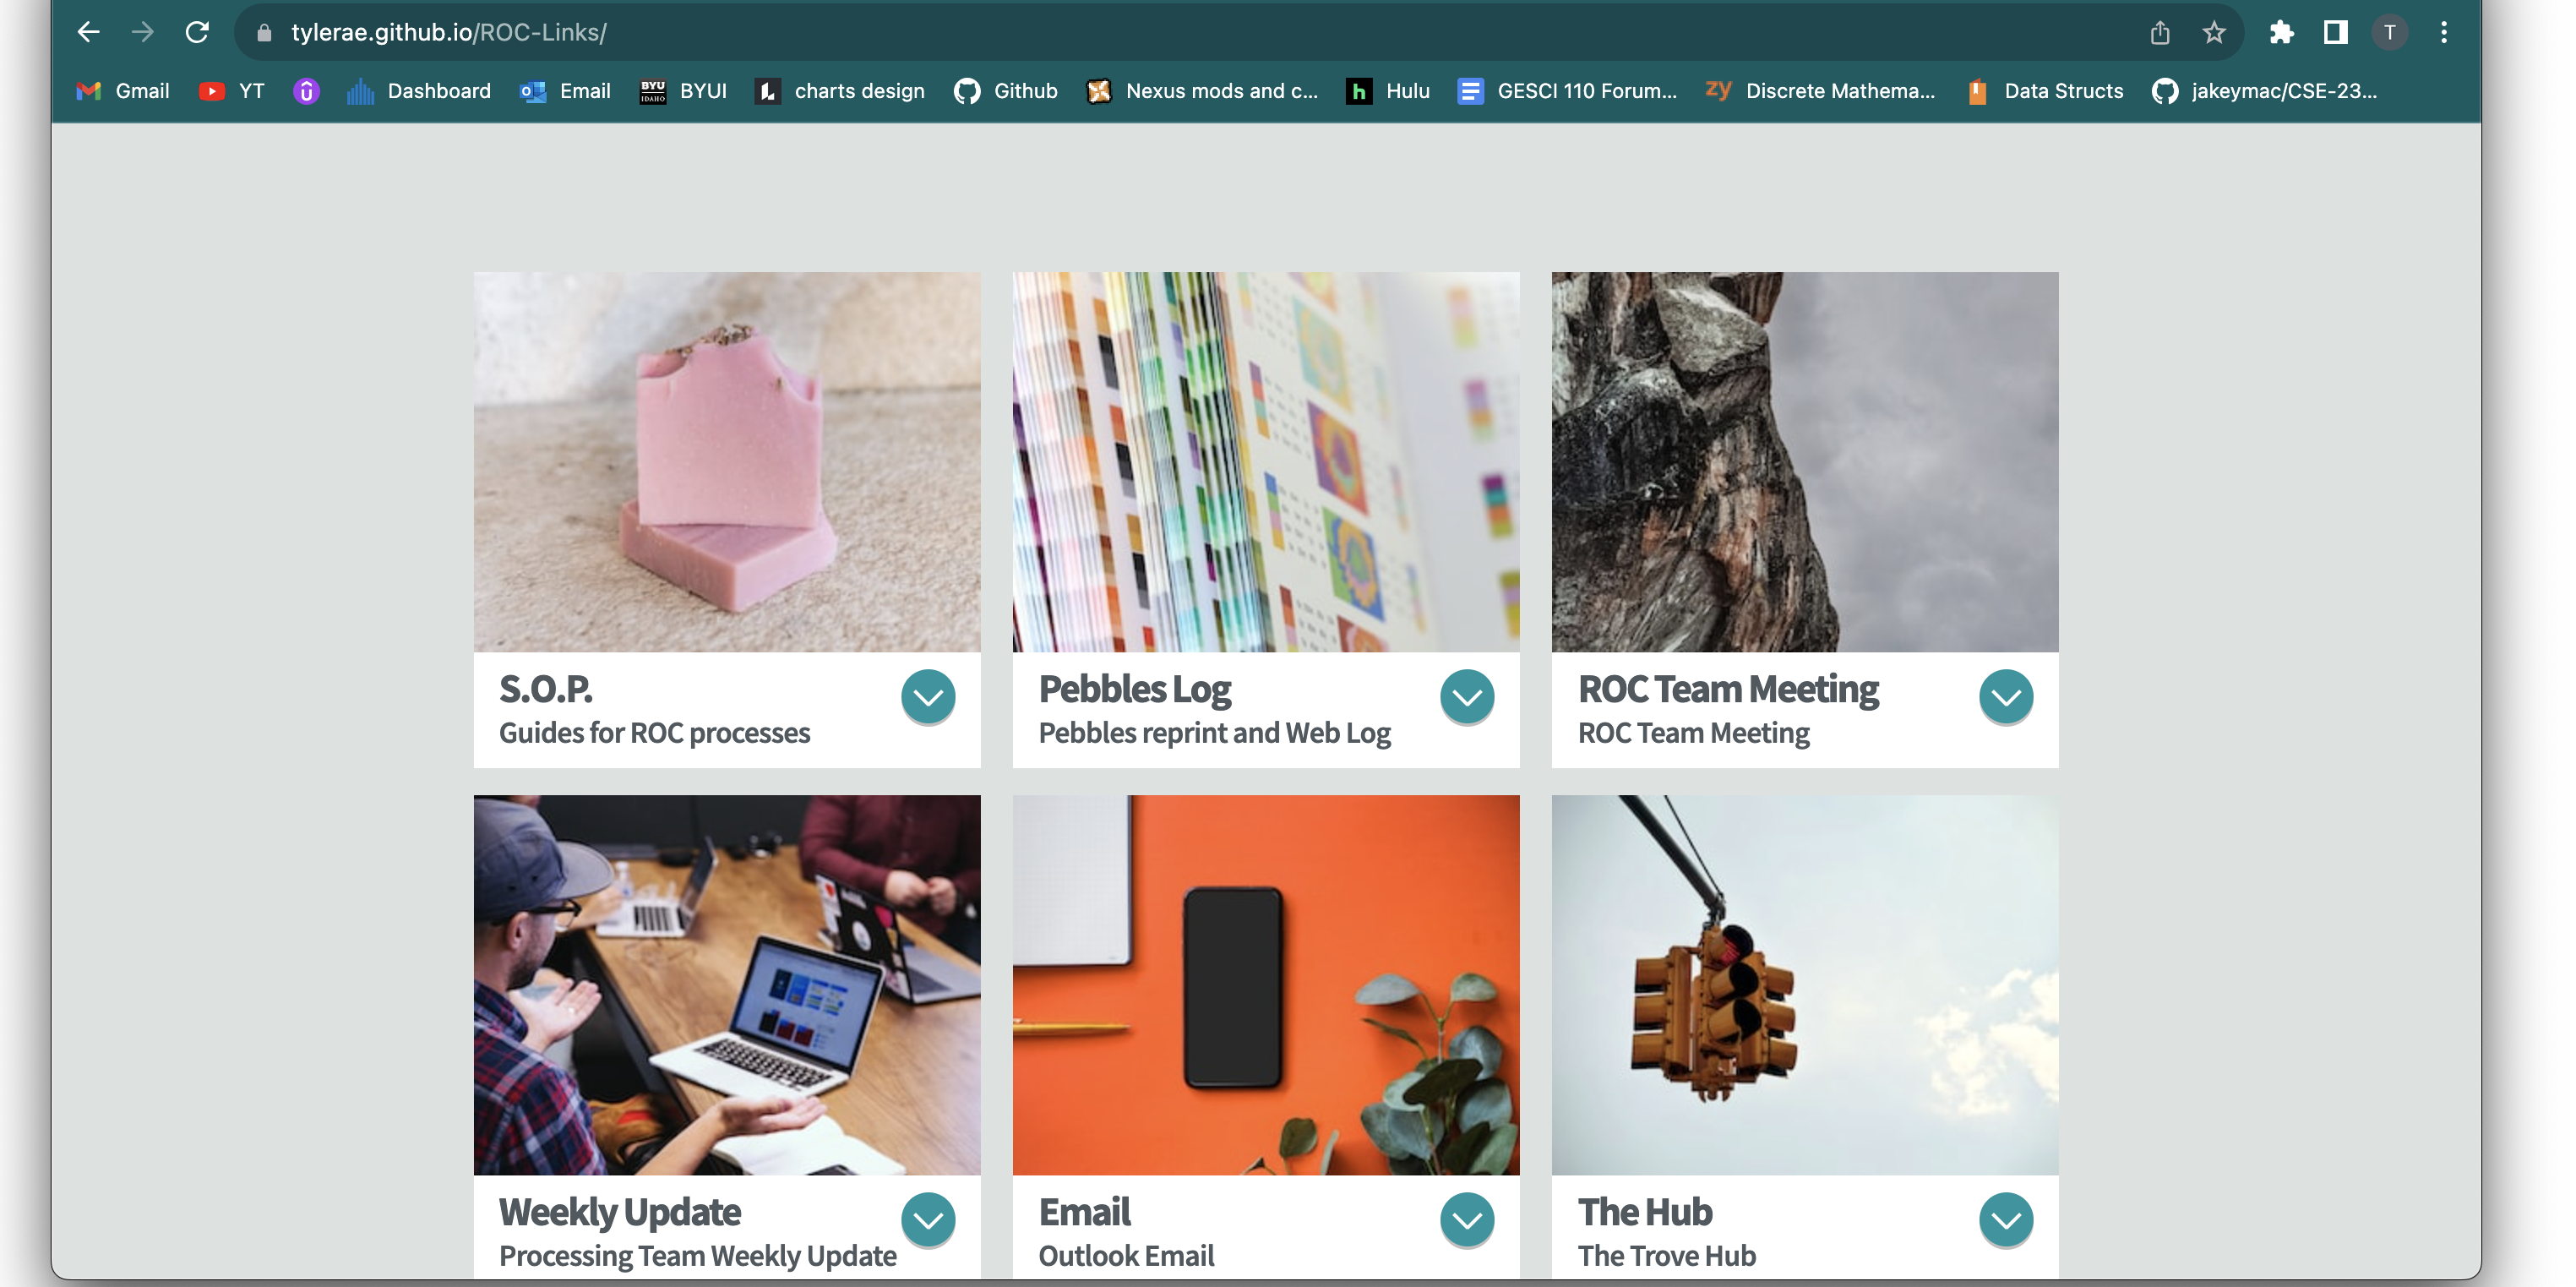 tylerae.github.io/ROC-Links/
T
Gmail YT Dashboard Email BYU IDAHO BYUI charts design Github Nexus mods and c... h Hulu GESCI 110 Forum... zy Discrete Mathema... Data Structs jakeymac/CSE-23...
S.O.P.
Guides for ROC processes
Pebbles Log
Pebbles reprint and Web Log
ROC Team Meeting
ROC Team Meeting
Weekly Update
Processing Team Weekly Update
Email
Outlook Email
The Hub
The Trove Hub